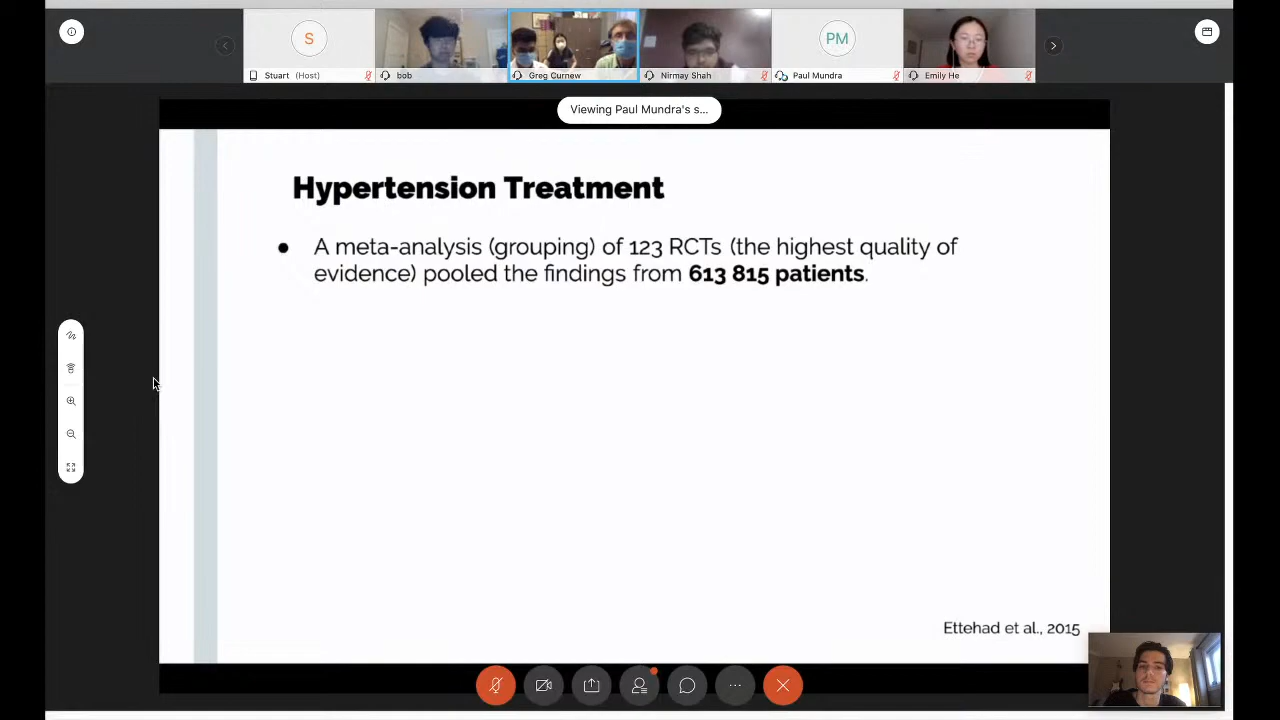 S
PM
Stuart (Host)
bob
Greg Curnew
Nirmay Shah
Paul Mundra
Emily He
Viewing Paul Mundra's s...
Hypertension Treatment
● A meta-analysis (grouping) of 123 RCTs (the highest quality of
evidence) pooled the findings from 613 815 patients.
Ettehad et al., 2015